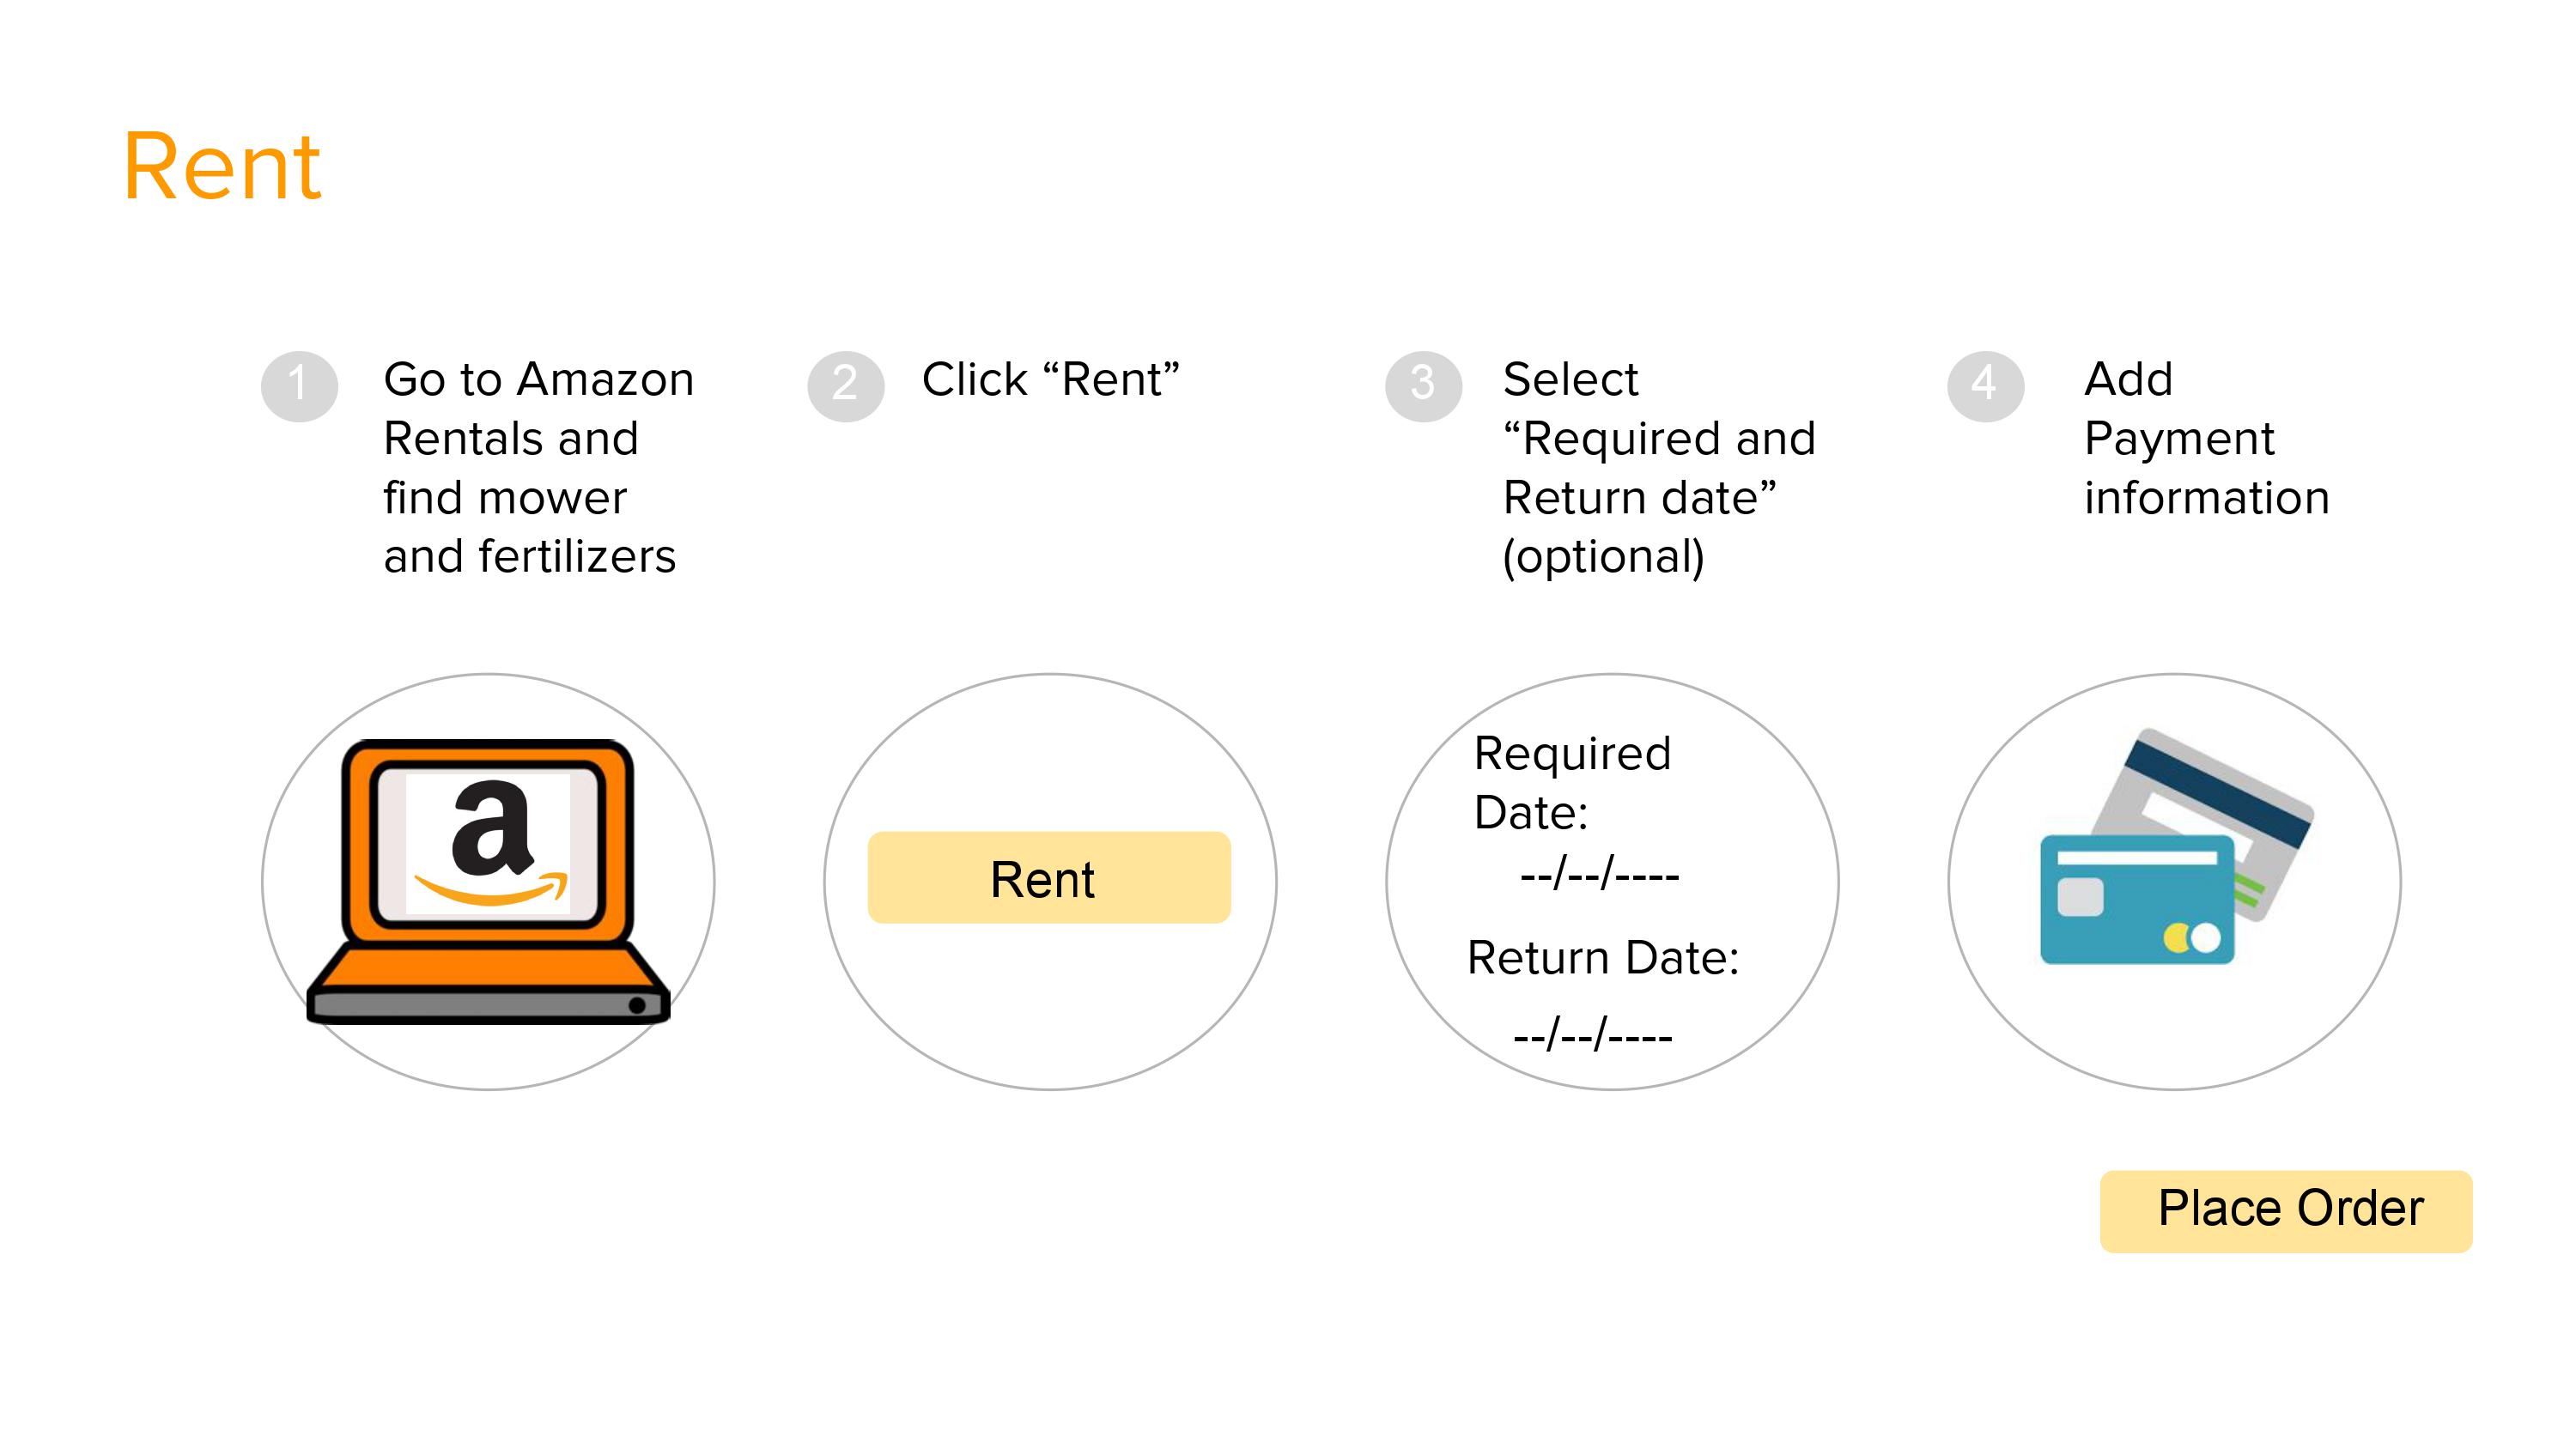 Rent
1
Go to Amazon
Rentals and
find mower
and fertilizers
2
Click “Rent”
3
Select
“Required and
Return date”
(optional)
4
Add
Payment
information
a
Rent
Required
Date:
--/--/----
Return Date:
--/--/----
Place Order